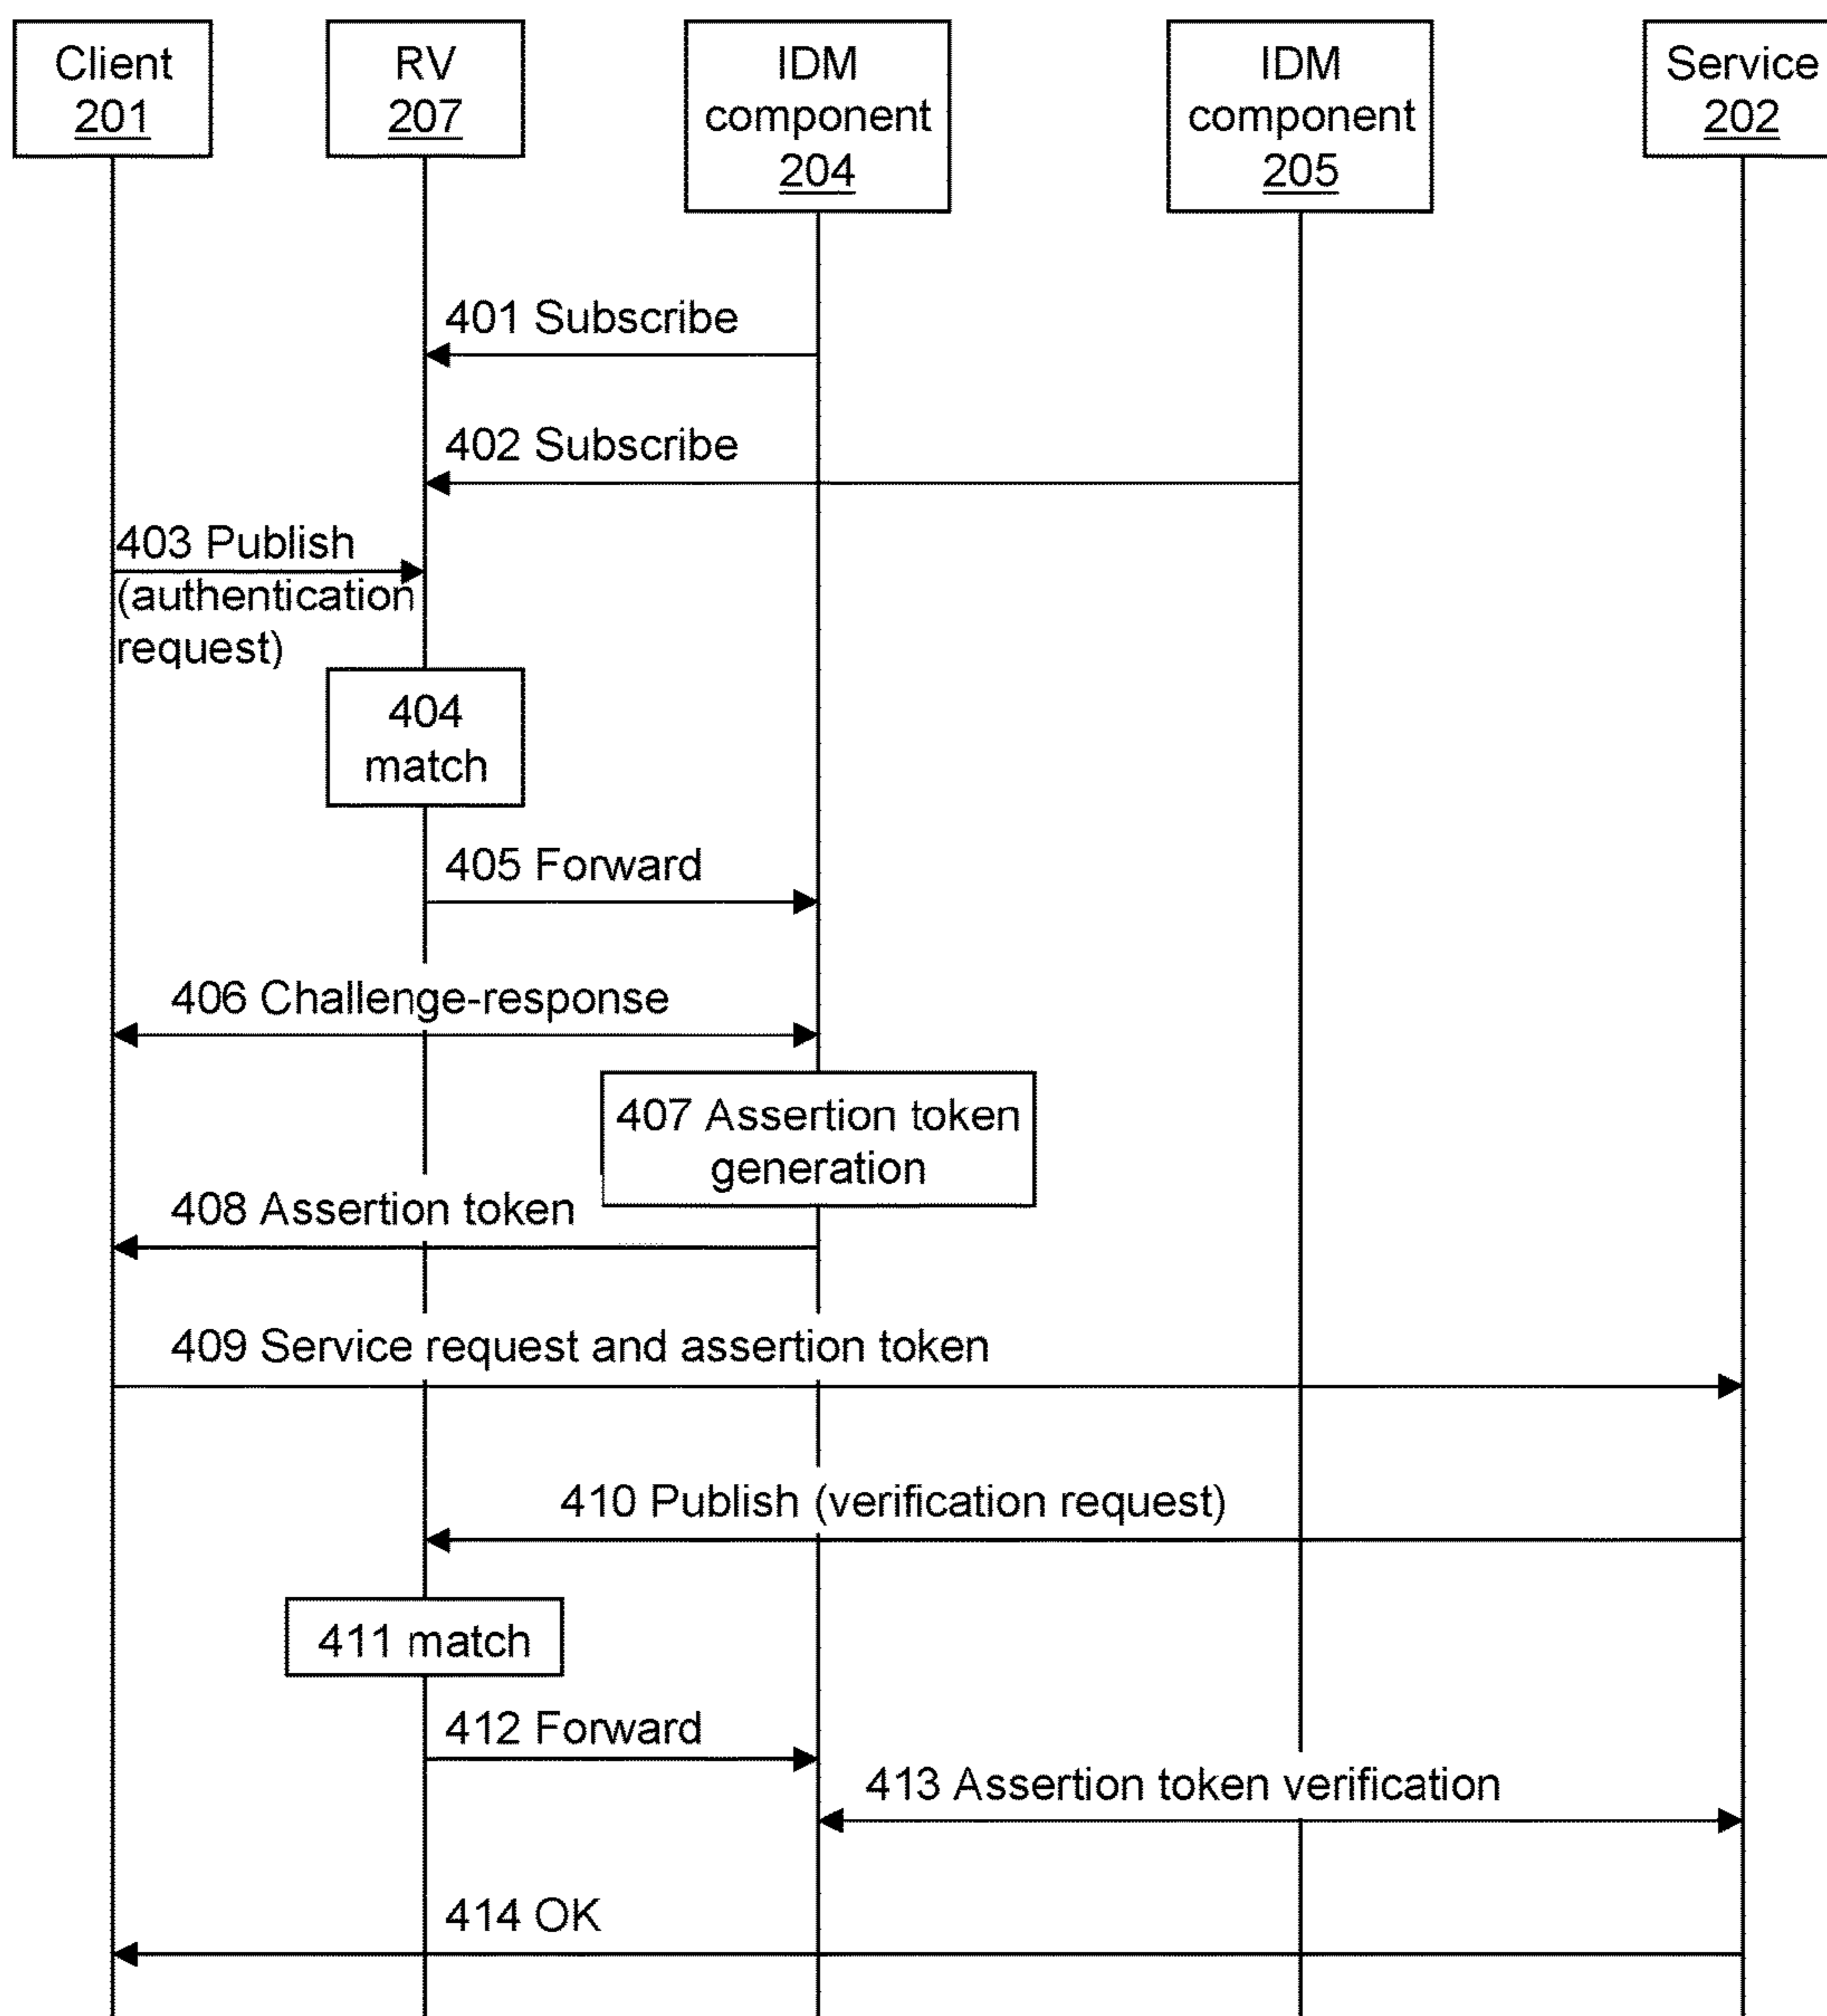 Client
201
RV
207
IDM
component
204
IDM
component
205
Service
202
401 Subscribe
402 Subscribe
403 Publish
(authentication
request)
404
match
405 Forward
406 Challenge-response
407 Assertion token
generation
408 Assertion token
409 Service request and assertion token
410 Publish (verification request)
411 match
412 Forward
413 Assertion token verification
414 OK